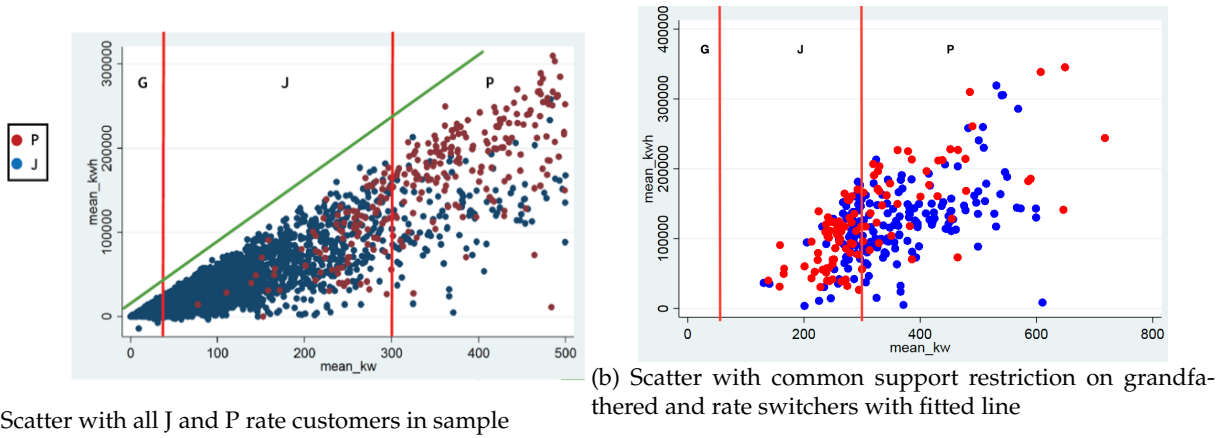 P
J
G
J
P
mean_kwh
300000
200000
100000
0
0
100
200
300
400
500
mean_kw
Scatter with all J and P rate customers in sample
G
J
P
mean_kwh
400000
300000
200000
100000
0
0
200
400
600
800
mean_kw
(b) Scatter with common support restriction on grandfa-
thered and rate switchers with fitted line